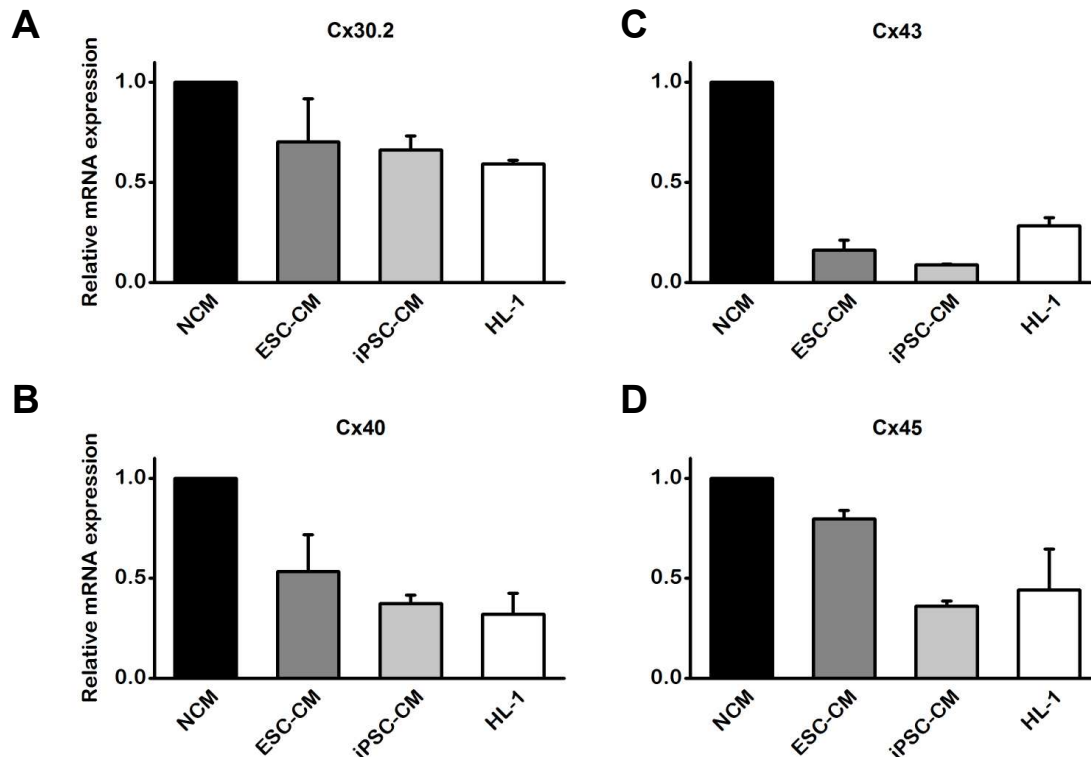 A
Cx30.2
Relative mRNA expression
1.0
0.5
0.0
NCM
ESC-CM
iPSC-CM
HL-1
B
Cx40
Relative mRNA expression
1.0
0.5
0.0
NCM
ESC-CM
iPSC-CM
HL-1
C
Cx43
1.0
0.5
0.0
NCM
ESC-CM
iPSC-CM
HL-1
D
Cx45
1.0
0.5
0.0
NCM
ESC-CM
iPSC-CM
HL-1